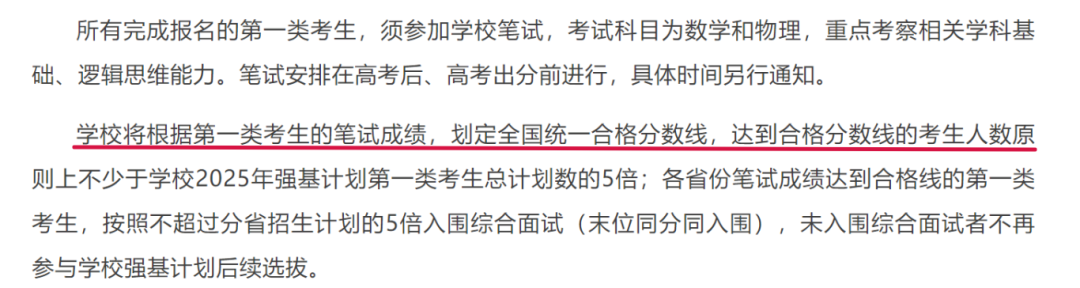 所有完成报名的第一类考生，须参加学校笔试，考试科目为数学和物理，重点考察相关学科基
础、逻辑思维能力。笔试安排在高考后、高考出分前进行，具体时间另行通知。
学校将根据第一类考生的笔试成绩，划定全国统一合格分数线，达到合格分数线的考生人数原
则上不少于学校2025年强基计划第一类考生总计划数的5倍；各省份笔试成绩达到合格线的第一类
考生，按照不超过分省招生计划的5倍入围综合面试（末位同分同入围），未入围综合面试者不再
参与学校强基计划后续选拔。